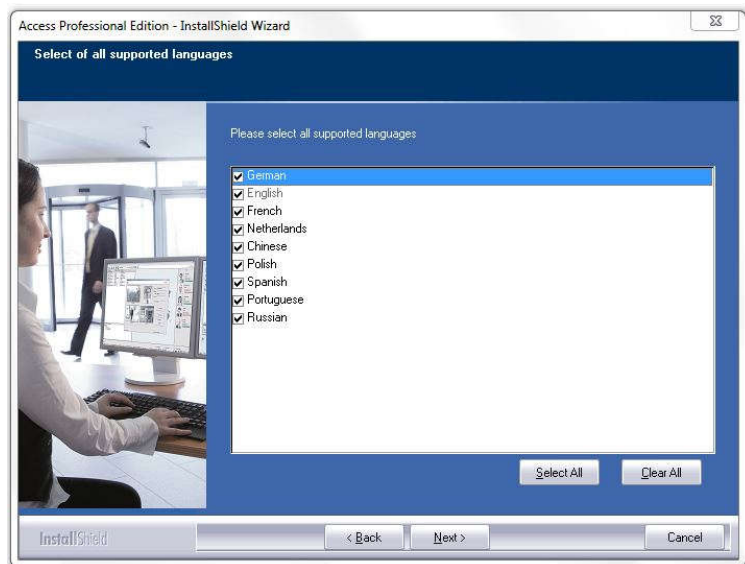 Access Professional Edition - InstallShield Wizard
Select of all supported languages
Please select all supported languages
German
English
French
Netherlands
Chinese
Polish
Spanish
Portuguese
Russian
Select All
Clear All
InstallShield
< Back
Next >
Cancel